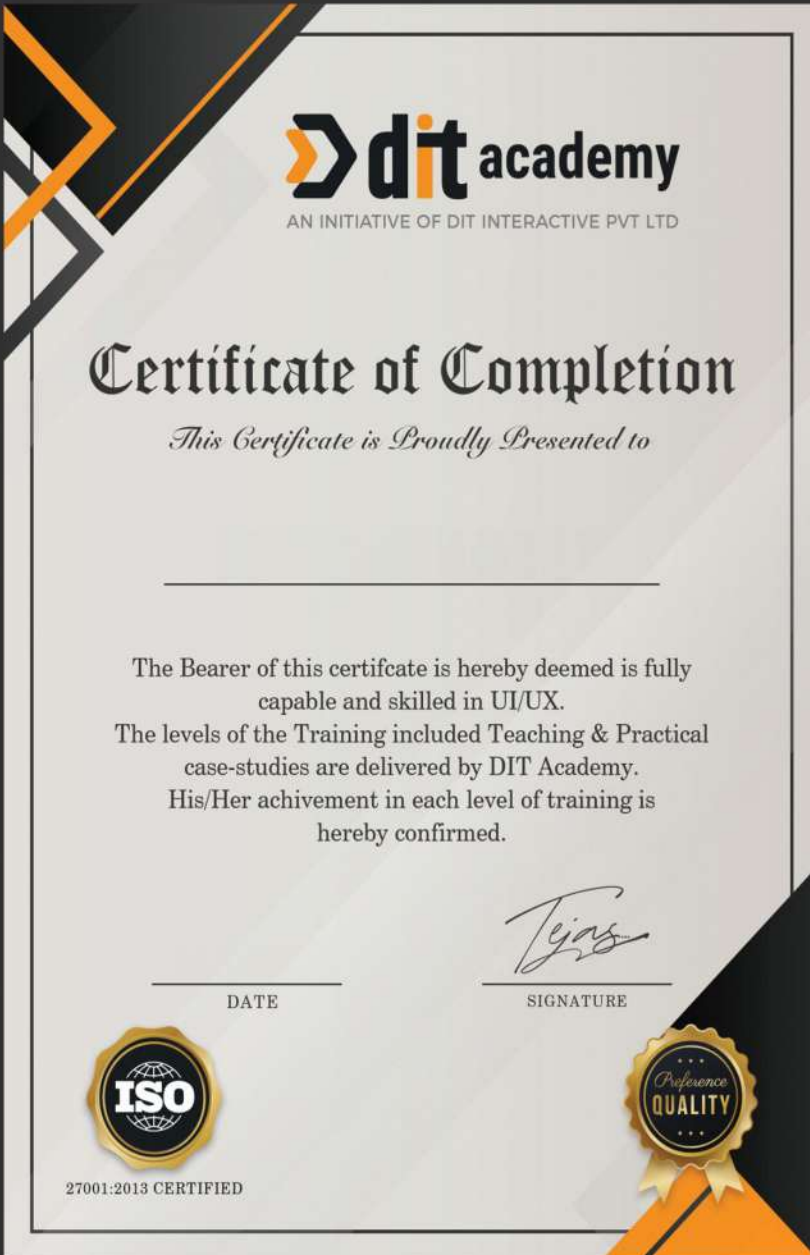 dit academy
AN INITIATIVE OF DIT INTERACTIVE PVT LTD
Certificate of Completion
This Certificate is Proudly Presented to
The Bearer of this certifcate is hereby deemed is fully
capable and skilled in UI/UX.
The levels of the Training included Teaching & Practical
case-studies are delivered by DIT Academy.
His/Her achivement in each level of training is
hereby confirmed.
Tejas
DATE
SIGNATURE
ISO
Preference
QUALITY
27001:2013 CERTIFIED